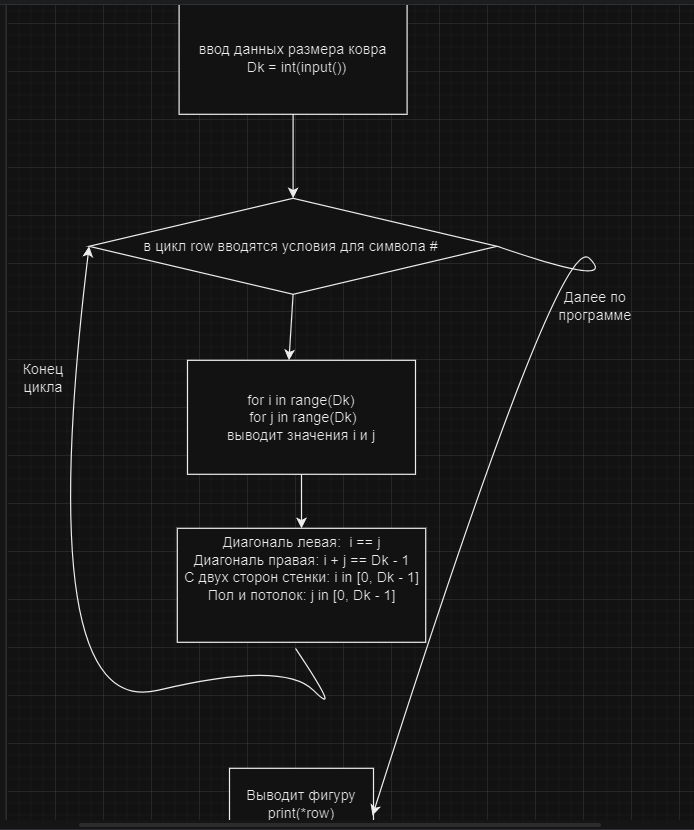 ввод данных размера ковра
Dk = int(input())
в цикл row вводятся условия для символа #
Далее по
программе
Конец
цикла
for i in range(Dk)
for j in range(Dk)
выводит значения i и j
Диагональ левая: i == j
Диагональ правая: i + j == Dk - 1
С двух сторон стенки: i in [0, Dk - 1]
Пол и потолок: j in [0, Dk - 1]
Выводит фигуру
print(*row)